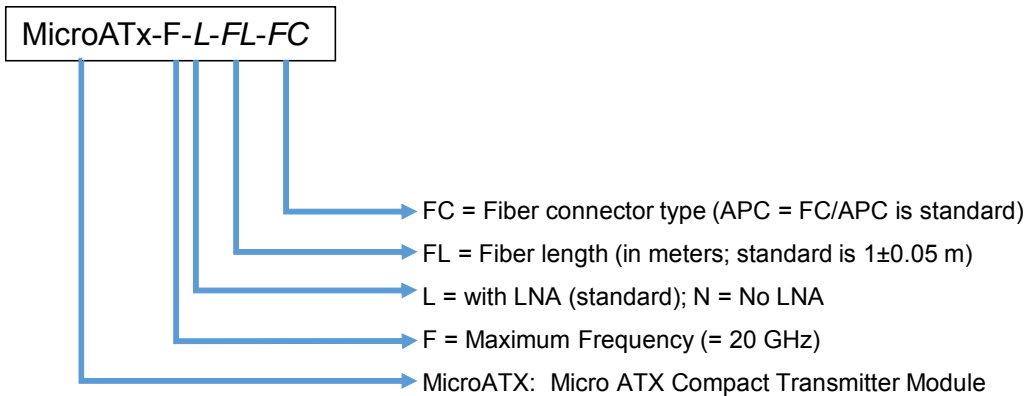 MicroATx-F-L-FL-FC
FC = Fiber connector type (APC = FC/APC is standard)
FL = Fiber length (in meters; standard is 1±0.05 m)
L = with LNA (standard); N = No LNA
F = Maximum Frequency (= 20 GHz)
MicroATX: Micro ATX Compact Transmitter Module